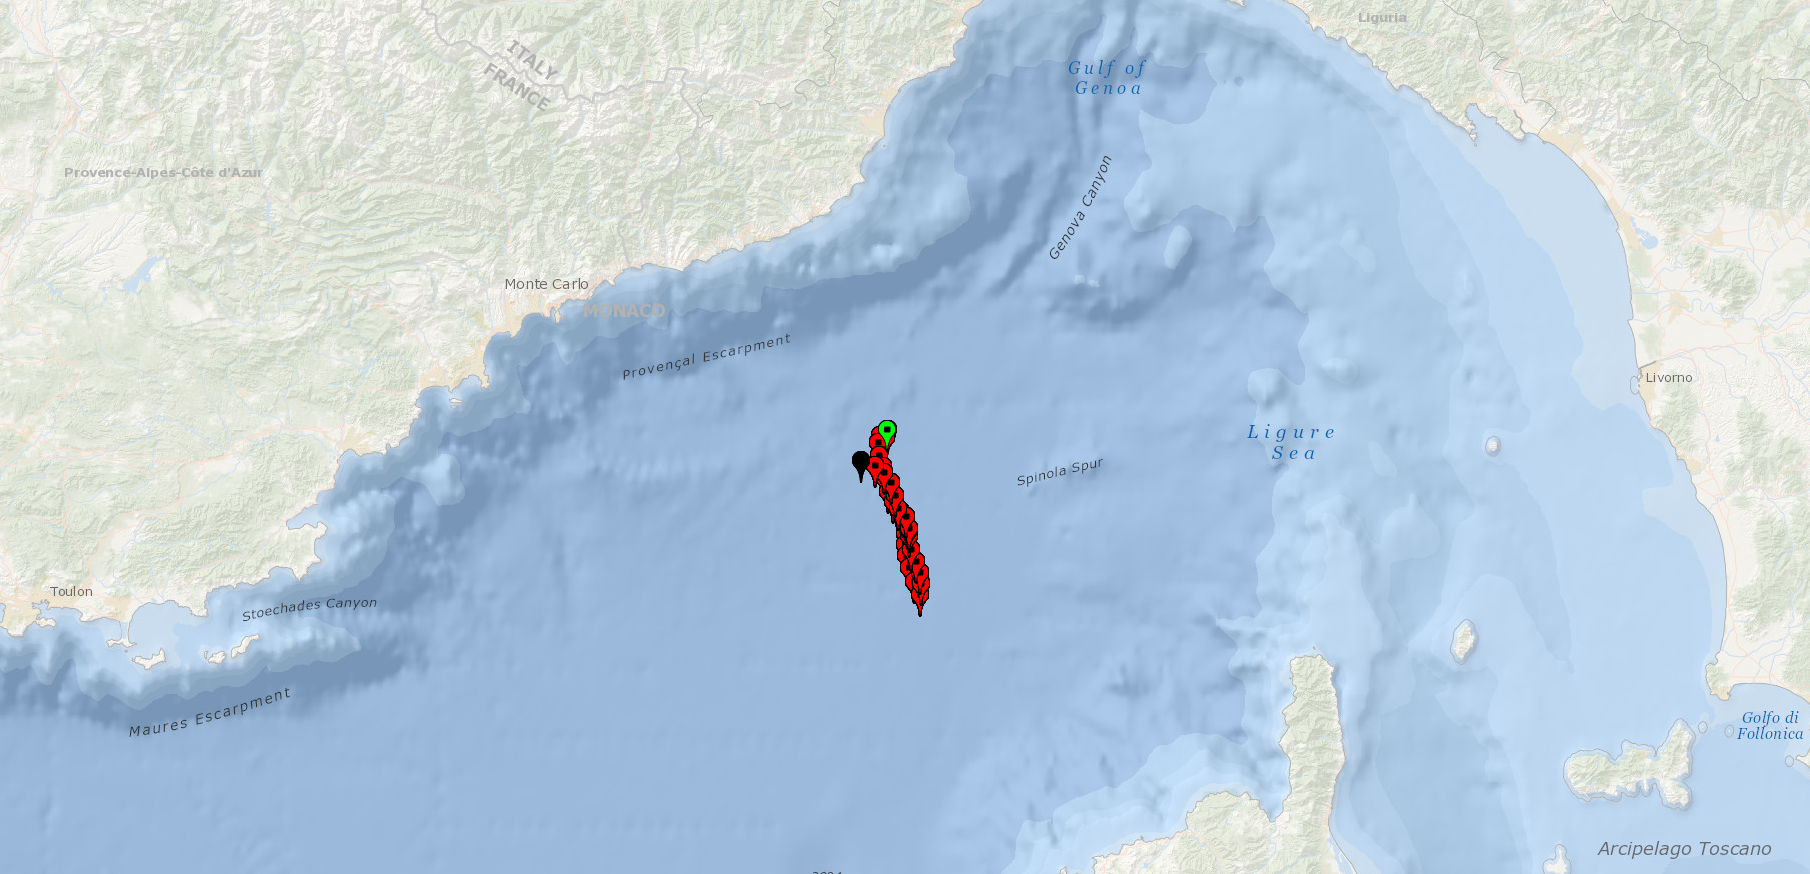 Liguria
ITALY
FRANCE
Gulf of
Genoa
Provence-Alpes-Côte d'Azur
Genova Canyon
Monte Carlo
MONACO
Provençal Escarpment
Livorno
Ligure
Sea
Spinola Spur
Toulon
Stoechades Canyon
Maures Escarpment
Golfo di
Follonica
Arcipelago Toscano